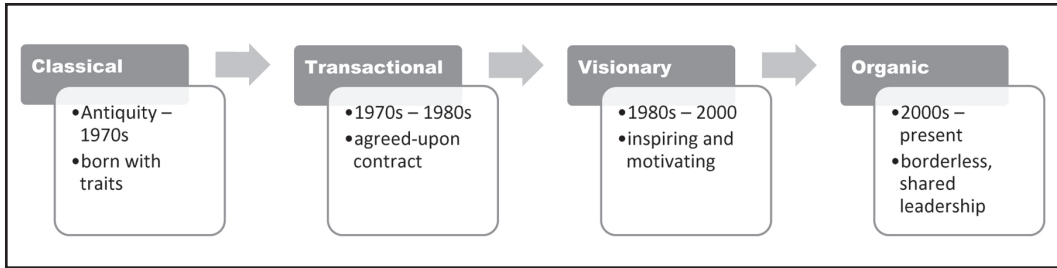 Classical
•Antiquity –
1970s
•born with
traits
Transactional
•1970s – 1980s
•agreed-upon
contract
Visionary
•1980s – 2000
•inspiring and
motivating
Organic
•2000s –
present
•borderless,
shared
leadership